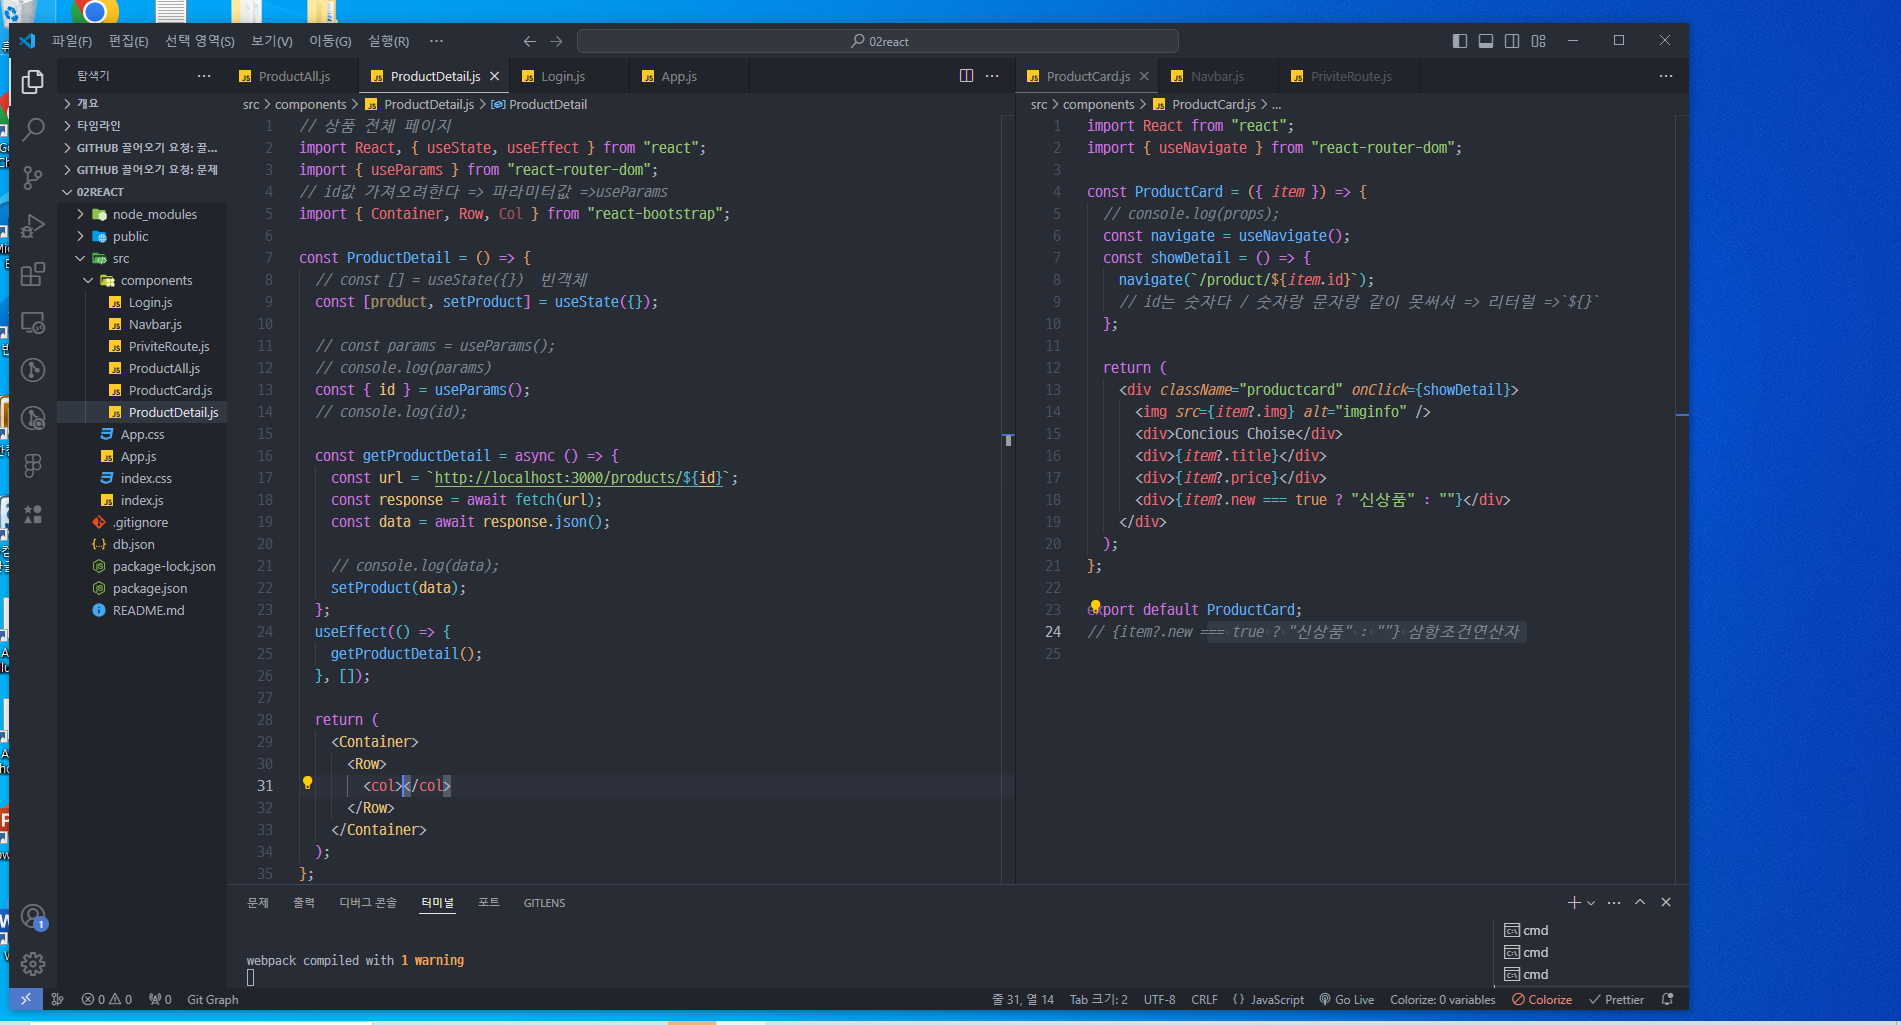 파일(F) 편집(E) 선택 영역(S) 보기(V) 이동(G) 실행(R) ··· 02react
탐색기 ···
개요
타임라인
GITHUB 끌어오기 요청: 끌...
GITHUB 끌어오기 요청: 문제
02REACT
node_modules
public
src
components
Login.js
Navbar.js
PriviteRoute.js
ProductAll.js
ProductCard.js
ProductDetail.js
App.css
App.js
index.css
index.js
.gitignore
db.json
package-lock.json
package.json
README.md
ProductAll.js ProductDetail.js Login.js App.js
src > components > ProductDetail.js > ProductDetail
1 // 상품 전체 페이지
2 import React, { useState, useEffect } from "react";
3 import { useParams } from "react-router-dom";
4 // id값 가져오려한다 => 파라미터값 =>useParams
5 import { Container, Row, Col } from "react-bootstrap";
6
7 const ProductDetail = () => {
8 // const [] = useState({})  빈객체
9 const [product, setProduct] = useState({});
10
11 // const params = useParams();
12 // console.log(params)
13 const { id } = useParams();
14 // console.log(id);
15
16 const getProductDetail = async () => {
17 const url = `http://localhost:3000/products/${id}`;
18 const response = await fetch(url);
19 const data = await response.json();
20
21 // console.log(data);
22 setProduct(data);
23 };
24 useEffect(() => {
25 getProductDetail();
26 }, []);
27
28 return (
29 <Container>
30 <Row>
31 <col></col>
32 </Row>
33 </Container>
34 );
35 };
ProductCard.js Navbar.js PriviteRoute.js
src > components > ProductCard.js > ...
1 import React from "react";
2 import { useNavigate } from "react-router-dom";
3
4 const ProductCard = ({ item }) => {
5 // console.log(props);
6 const navigate = useNavigate();
7 const showDetail = () => {
8 navigate(`/product/${item.id}`);
9 // id는 숫자다 / 숫자랑 문자랑 같이 못써서 => 리터럴 =>`${}`
10 };
11
12 return (
13 <div className="productcard" onClick={showDetail}>
14 <img src={item?.img} alt="imginfo" />
15 <div>Concious Choise</div>
16 <div>{item?.title}</div>
17 <div>{item?.price}</div>
18 <div>{item?.new === true ? "신상품" : ""}</div>
19 </div>
20 );
21 };
22
23 export default ProductCard;
24 // {item?.new === true ? "신상품" : ""} 삼항조건연산자
25
문제 출력 디버그 콘솔 터미널 포트 GITLENS
webpack compiled with 1 warning
cmd
cmd
cmd
0 0 0 Git Graph 줄 31, 열 14 Tab 크기: 2 UTF-8 CRLF {} JavaScript Go Live Colorize: 0 variables Colorize Prettier